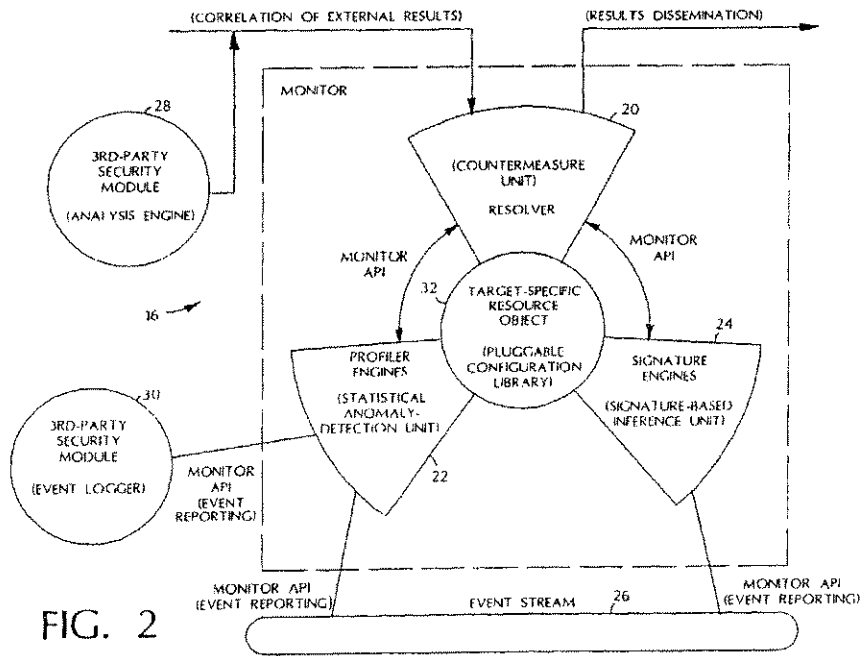 (CORRELATION OF EXTERNAL RESULTS)
(RESULTS DISSEMINATION)
MONITOR
28
3RD-PARTY
SECURITY
MODULE
(ANALYSIS ENGINE)
20
(COUNTERMEASURE
UNIT)
RESOLVER
MONITOR
API
MONITOR
API
16
32
TARGET-SPECIFIC
RESOURCE
OBJECT
(PLUGGABLE
CONFIGURATION
LIBRARY)
24
PROFILER
ENGINES
(STATISTICAL
ANOMALY-
DETECTION UNIT)
22
SIGNATURE
ENGINES
(SIGNATURE-BASED
INFERENCE UNIT)
30
3RD-PARTY
SECURITY
MODULE
(EVENT LOGGER)
MONITOR
API
(EVENT
REPORTING)
MONITOR API
(EVENT REPORTING)
EVENT STREAM
26
MONITOR API
(EVENT REPORTING)
FIG. 2